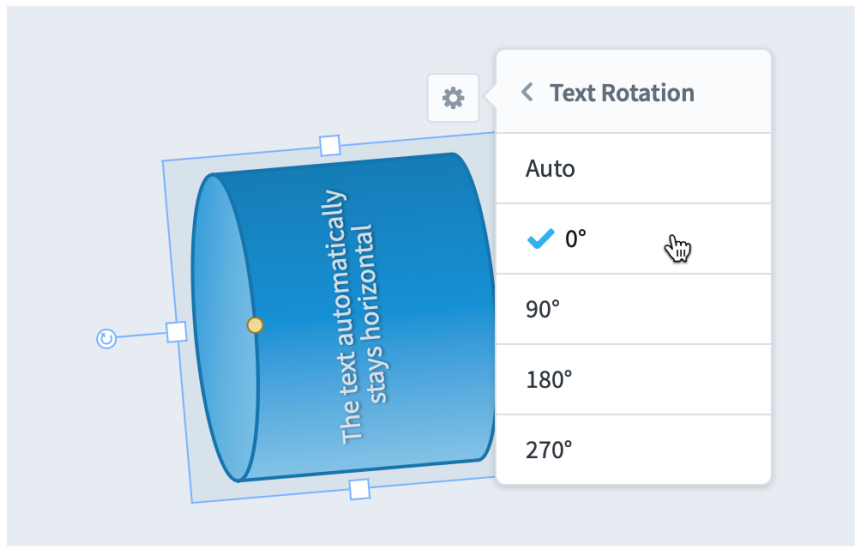 Text Rotation
Auto
0°
90°
180°
270°
The text automatically
stays horizontal